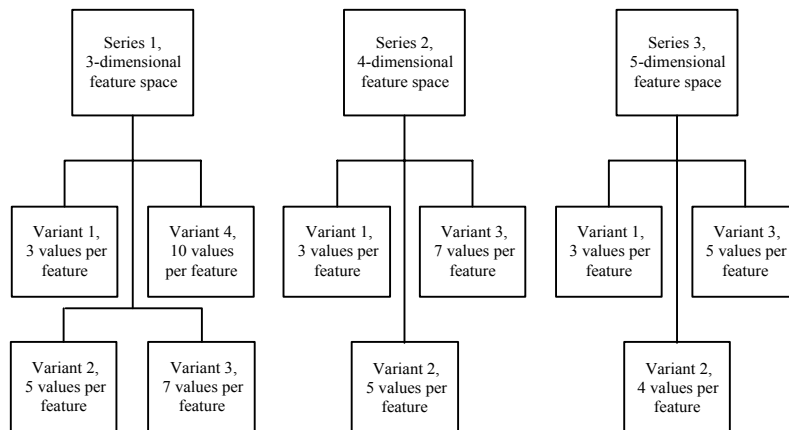 Series 1,
3-dimensional
feature space
Series 2,
4-dimensional
feature space
Series 3,
5-dimensional
feature space
Variant 1,
3 values per
feature
Variant 4,
10 values
per feature
Variant 1,
3 values per
feature
Variant 3,
7 values per
feature
Variant 1,
3 values per
feature
Variant 3,
5 values per
feature
Variant 2,
5 values per
feature
Variant 3,
7 values per
feature
Variant 2,
5 values per
feature
Variant 2,
4 values per
feature